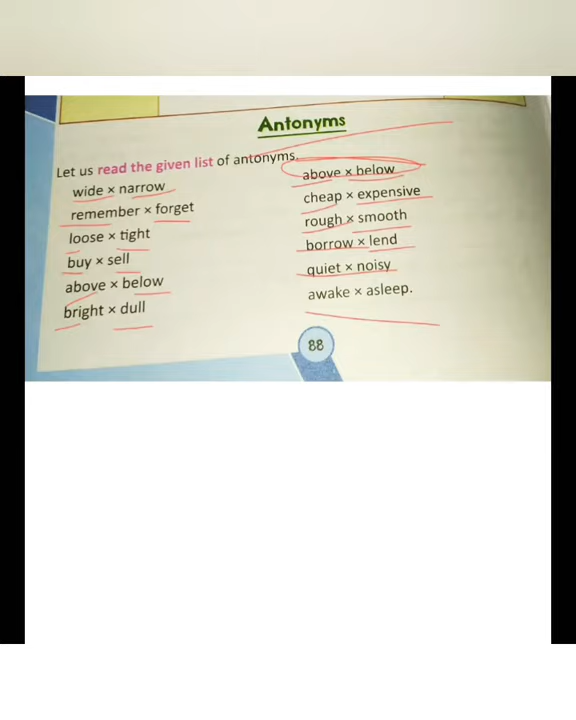 Antonyms
Let us read the given list of antonyms.
wide × narrow
remember × forget
loose × tight
buy × sell
above × below
bright × dull
above × below
cheap × expensive
rough × smooth
borrow × lend
quiet × noisy
awake × asleep.
88